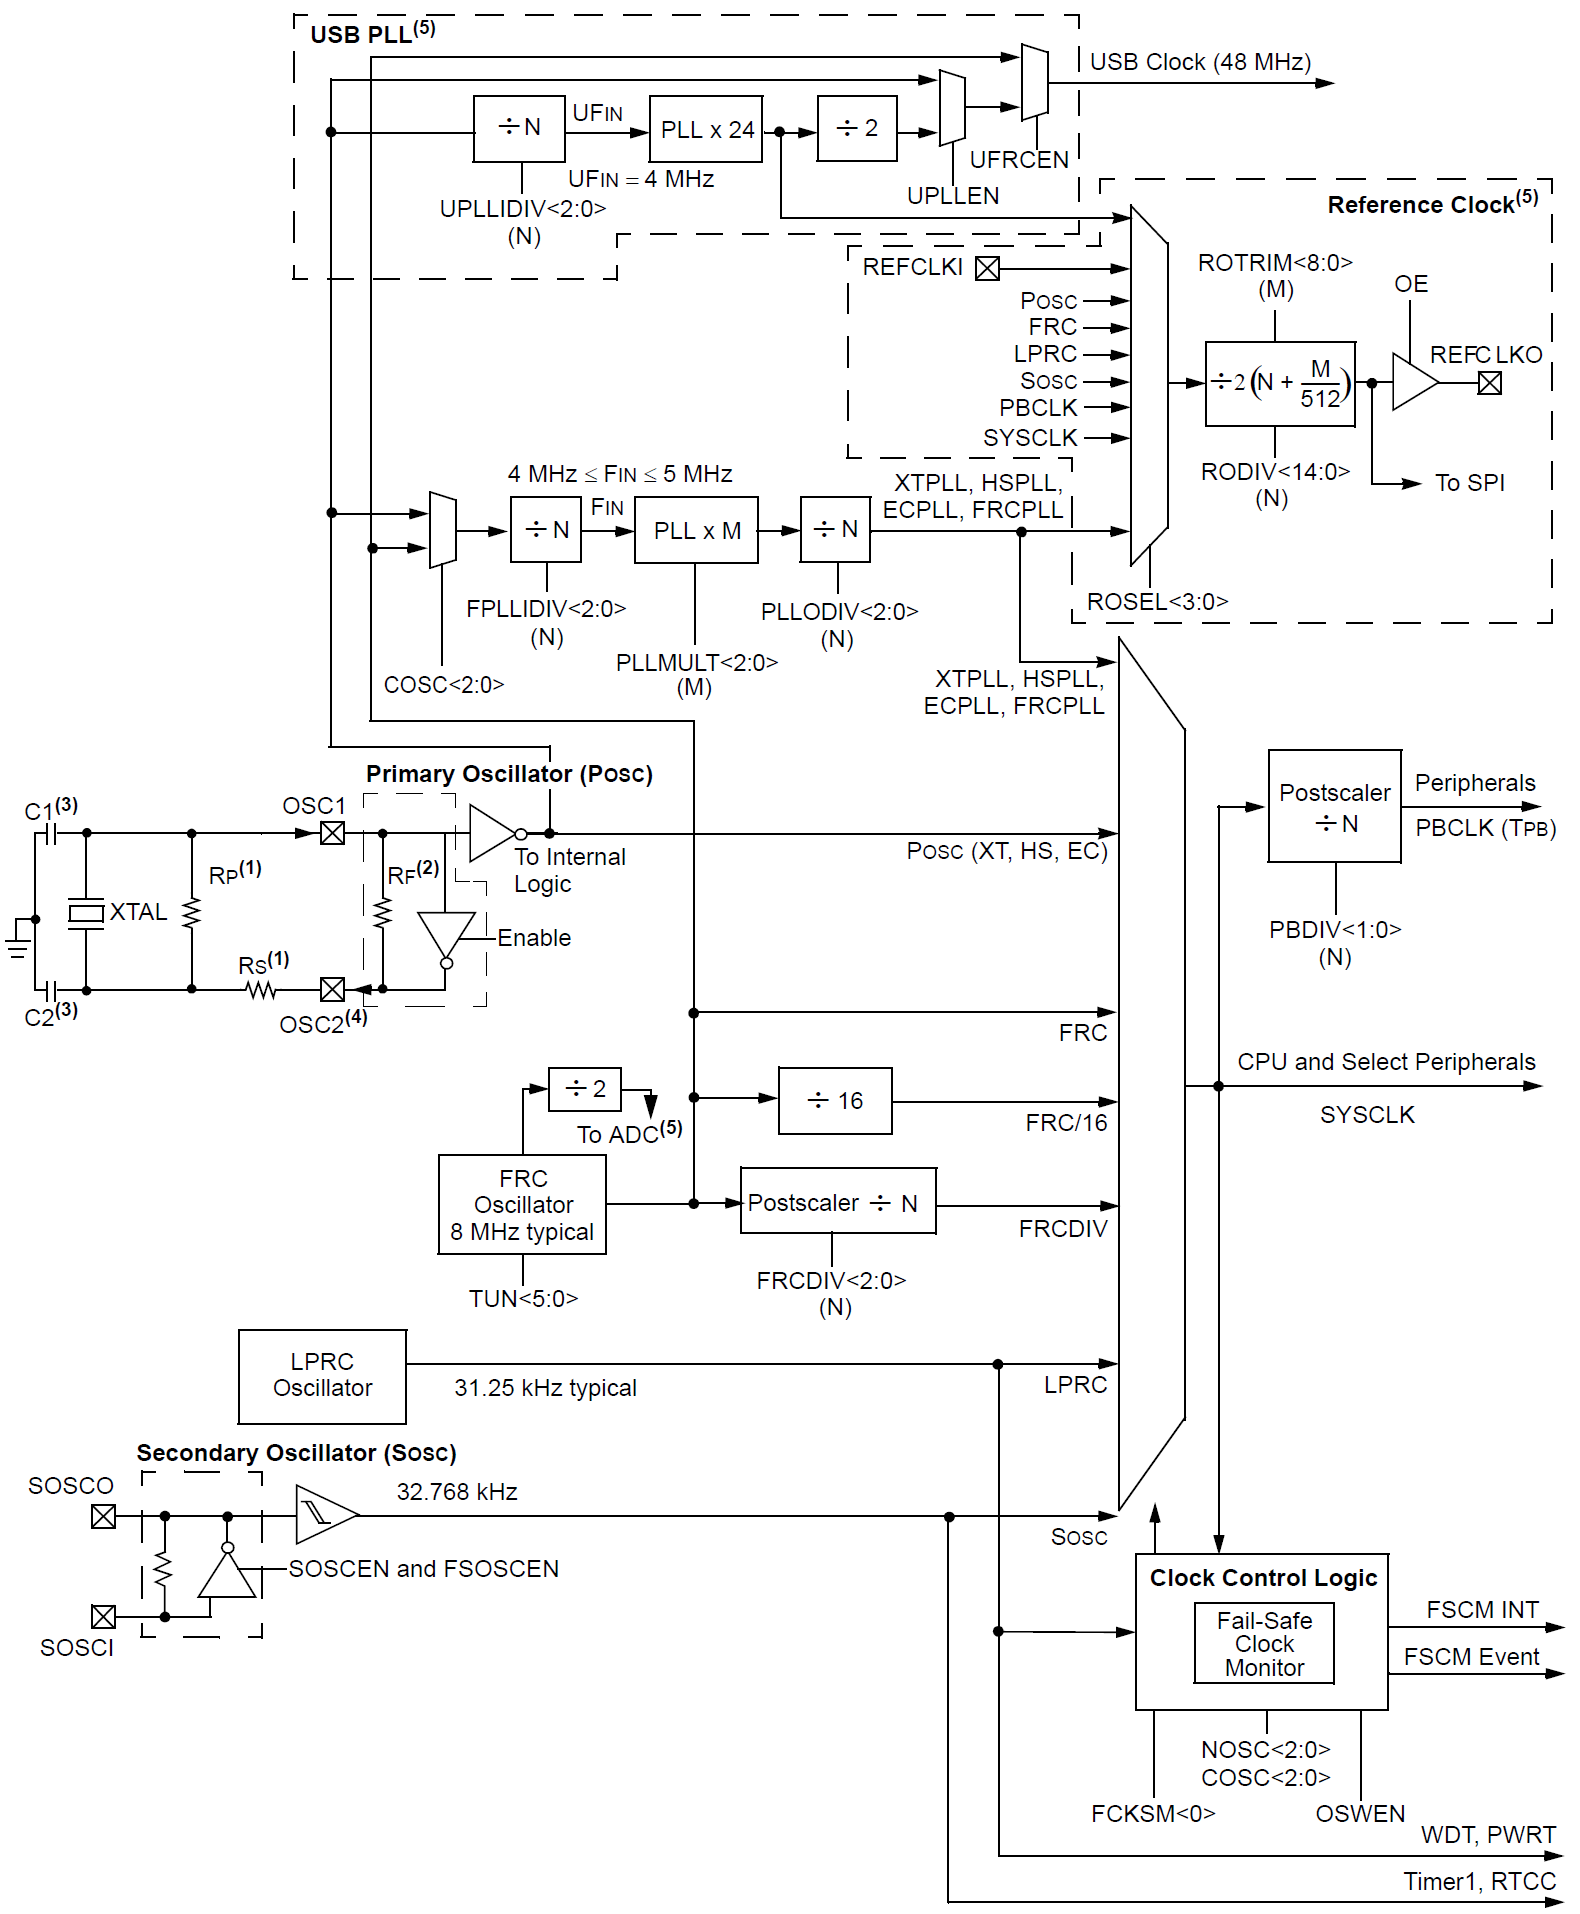 USB PLL(5)
USB Clock (48 MHz)
÷ N
UFIN
PLL x 24
÷ 2
UFIN = 4 MHz
UFRCEN
UPLLEN
UPLLIDIV<2:0>
(N)
Reference Clock(5)
REFCLKI
POSC
FRC
LPRC
SOSC
PBCLK
SYSCLK
ROTRIM<8:0>
(M)
OE
÷ 2 (N + M/512)
REFCLKO
RODIV<14:0>
(N)
To SPI
4 MHz ≤ FIN ≤ 5 MHz
FIN
XTPLL, HSPLL,
ECPLL, FRCPLL
÷ N
PLL x M
÷ N
FPLLIDIV<2:0>
(N)
PLLODIV<2:0>
(N)
ROSEL<3:0>
COSC<2:0>
PLLMULT<2:0>
(M)
XTPLL, HSPLL,
ECPLL, FRCPLL
Primary Oscillator (POSC)
C1(3)
OSC1
RP(1)
RF(2)
To Internal
Logic
POSC (XT, HS, EC)
XTAL
Enable
RS(1)
C2(3)
OSC2(4)
Postscaler
÷ N
Peripherals
PBCLK (TPB)
PBDIV<1:0>
(N)
FRC
÷ 2
To ADC(5)
÷ 16
FRC/16
CPU and Select Peripherals
SYSCLK
FRC
Oscillator
8 MHz typical
Postscaler ÷ N
FRCDIV
TUN<5:0>
FRCDIV<2:0>
(N)
LPRC
Oscillator
31.25 kHz typical
LPRC
Secondary Oscillator (SOSC)
SOSCO
32.768 kHz
SOSC
SOSCEN and FSOSCEN
SOSCI
Clock Control Logic
Fail-Safe
Clock
Monitor
FSCM INT
FSCM Event
NOSC<2:0>
COSC<2:0>
FCKSM<0>
OSWEN
WDT, PWRT
Timer1, RTCC